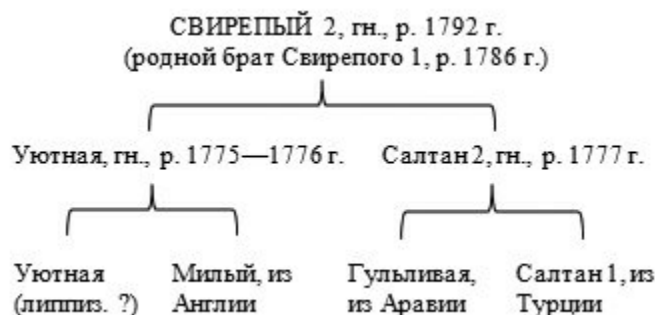 СВИРЕПЫЙ 2, гн., р. 1792 г.
(родной брат Свирепого 1, р. 1786 г.)
Уютная, гн., р. 1775—1776 г.
Салтан 2, гн., р. 1777 г.
Уютная
(липпиз. ?)
Милый, из
Англии
Гульливая,
из Аравии
Салтан 1, из
Турции